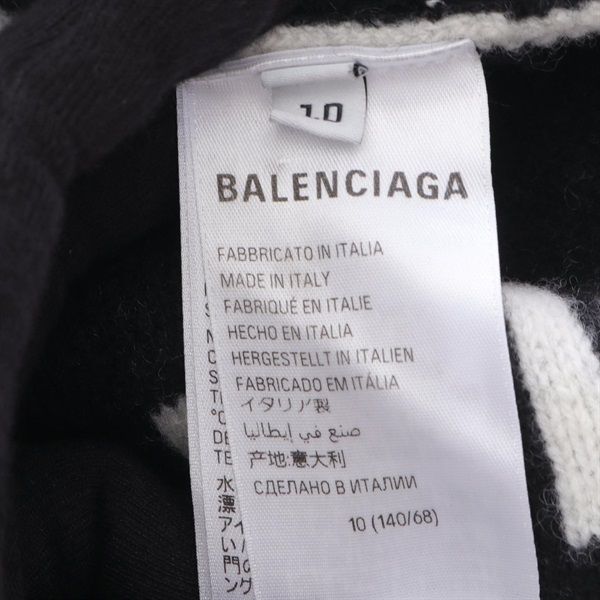 10
BALENCIAGA
FABBRICATO IN ITALIA
MADE IN ITALY
FABRIQUÉ EN ITALIE
HECHO EN ITALIA
HERGESTELLT IN ITALIEN
FABRICADO EM ITÁLIA
イタリア製
صنع في إيطاليا
产地:意大利
СДЕЛАНО В ИТАЛИИ
10 (140/68)